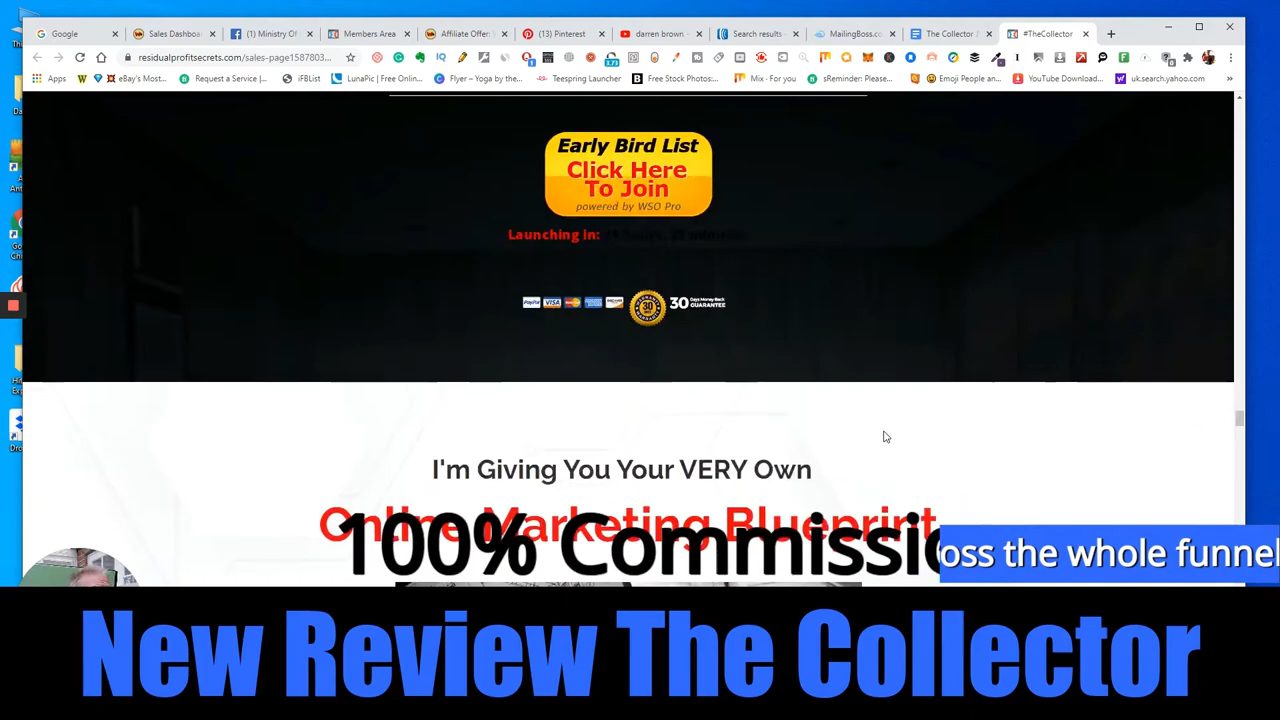 Google
Sales Dashboard
(1) Ministry Of
Members Area
Affiliate Offer:
(13) Pinterest
darren brown
Search results
MailingBoss.co
The Collector
#TheCollector
residualprofitsecrets.com/sales-page1587803...
Apps
eBay's Most...
Request a Service |
iFBList
LunaPic | Free Onlin...
Flyer – Yoga by the...
Teespring Launcher
Free Stock Photos:...
Mix · For you
sReminder: Please...
Emoji People an...
YouTube Download...
uk.search.yahoo.com
Early Bird List
Click Here
To Join
powered by WSO Pro
Launching in:
PayPal VISA
30
30 Days Money Back
GUARANTEE
I'm Giving You Your VERY Own
Online Marketing Blueprint
100% Commissio
oss the whole funnel
New Review The Collector